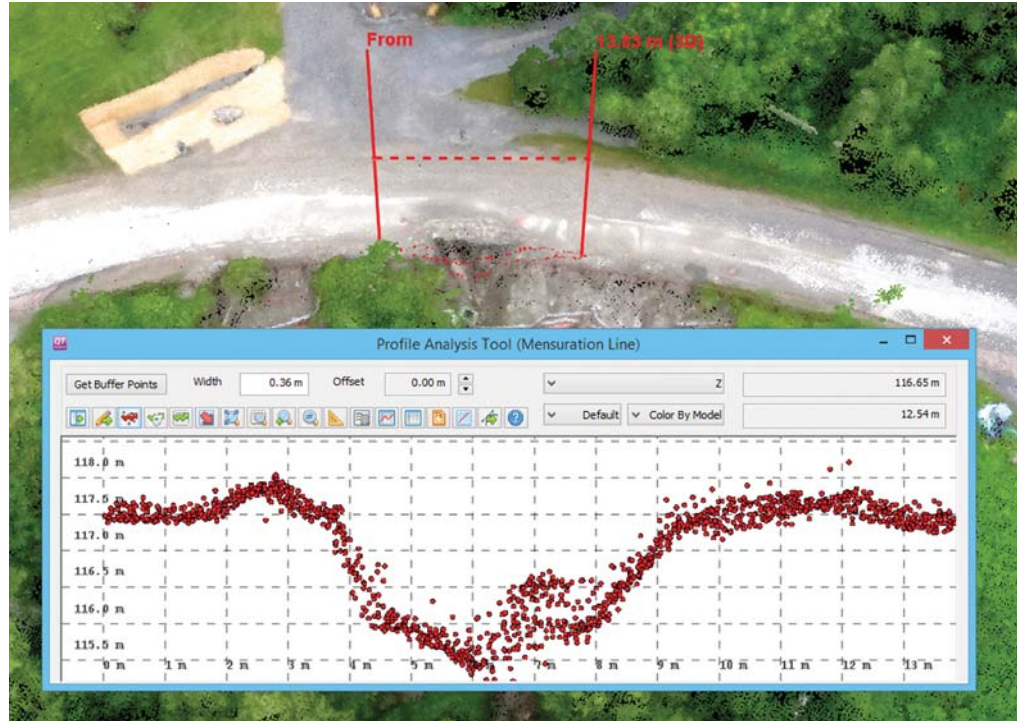 From
13.83 m (3D)
QT
Profile Analysis Tool (Mensuration Line)
Get Buffer Points Width 0.36 m Offset 0.00 m Z 116.65 m
Default Color By Model 12.54 m
118.0 m
117.5 m
117.0 m
116.5 m
116.0 m
115.5 m
0 m 1 m 2 m 3 m 4 m 5 m 6 m 7 m 8 m 9 m 10 m 11 m 12 m 13 m